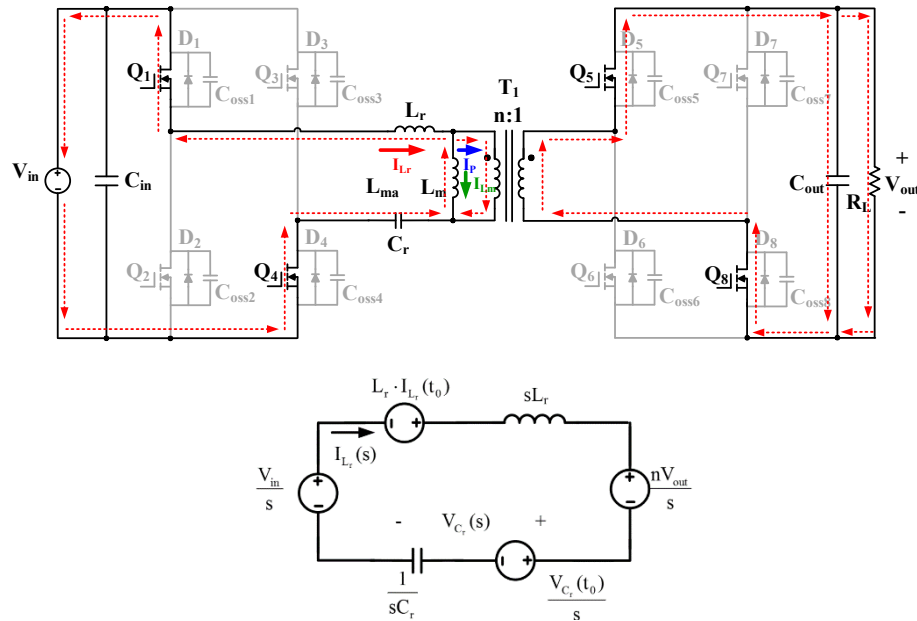 D1
D3
D5
D7
Q1
Q3
Q5
Q7
Coss1
Coss3
Coss5
Coss7
T1
n:1
Lr
ILr
IP
ILm
Vin
Cin
Lma
Lm
Cr
Cout
RL
+
Vout
-
D2
D4
D6
D8
Q2
Q4
Q6
Q8
Coss2
Coss4
Coss6
Coss8
Lr · ILr(t0)
sLr
ILr(s)
Vin/s
nVout/s
- VCr(s) +
1/sCr
VCr(t0)/s